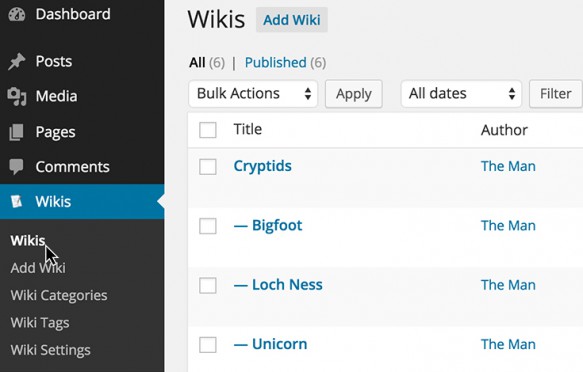 Dashboard
Posts
Media
Pages
Comments
Wikis
Wikis
Add Wiki
Wiki Categories
Wiki Tags
Wiki Settings
Wikis Add Wiki
All (6) | Published (6)
Bulk Actions Apply All dates Filter
Title Author
Cryptids The Man
— Bigfoot The Man
— Loch Ness The Man
— Unicorn The Man